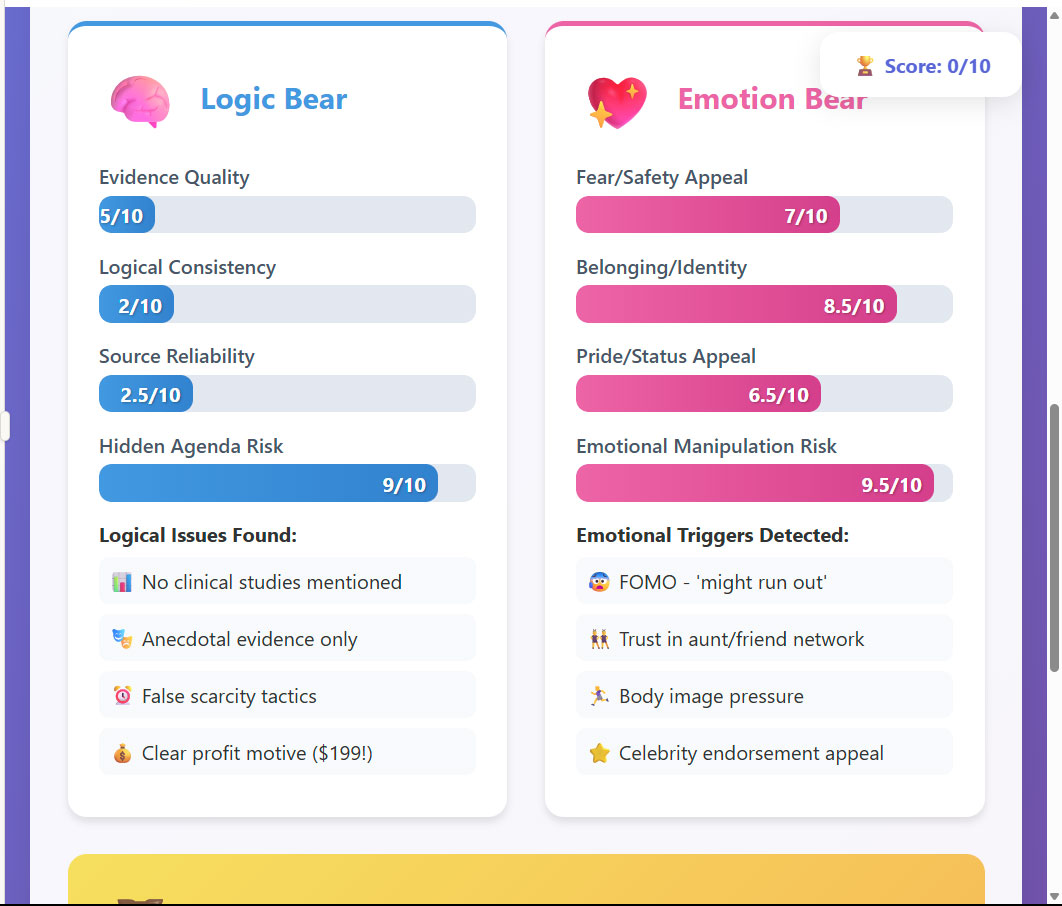 Score: 0/10
Logic Bear
Evidence Quality
5/10
Logical Consistency
2/10
Source Reliability
2.5/10
Hidden Agenda Risk
9/10
Logical Issues Found:
No clinical studies mentioned
Anecdotal evidence only
False scarcity tactics
Clear profit motive ($199!)
Emotion Bear
Fear/Safety Appeal
7/10
Belonging/Identity
8.5/10
Pride/Status Appeal
6.5/10
Emotional Manipulation Risk
9.5/10
Emotional Triggers Detected:
FOMO - 'might run out'
Trust in aunt/friend network
Body image pressure
Celebrity endorsement appeal